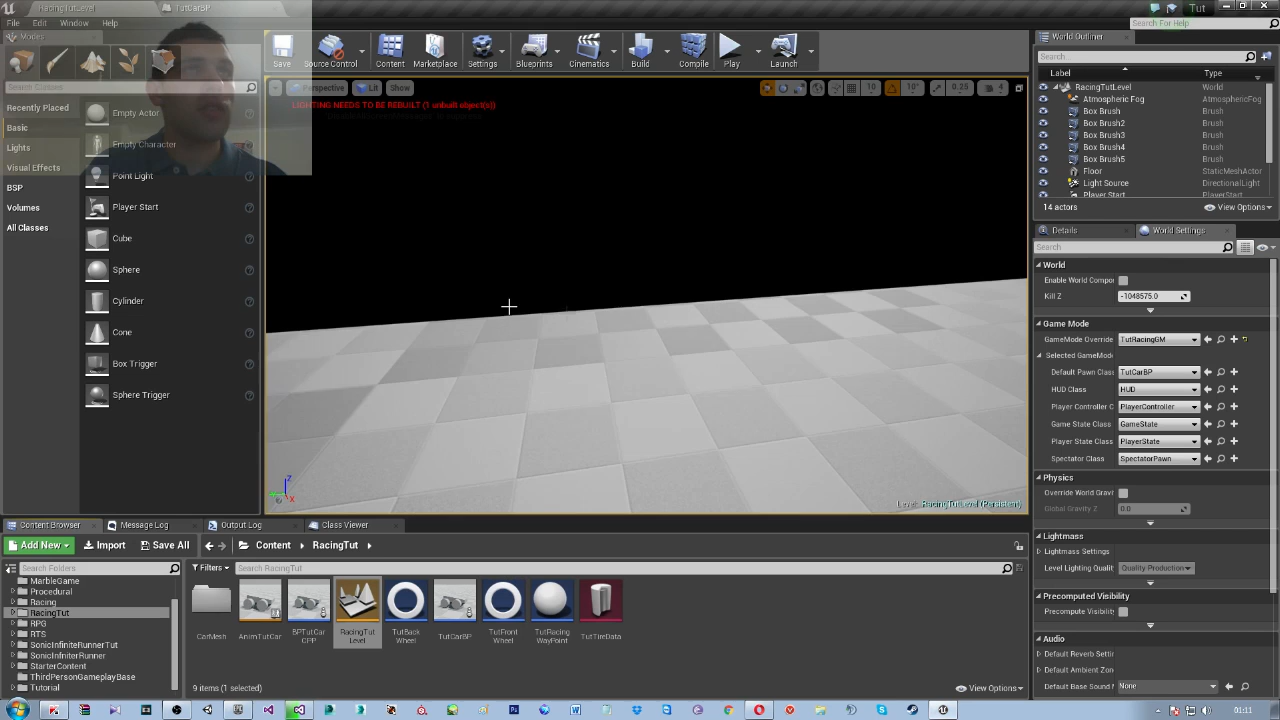 RacingTutLevel
TutCarBP
Tut
File Edit Window Help
Search For Help
Modes
Recently Placed
Basic
Lights
Visual Effects
BSP
Volumes
All Classes
Empty Actor
Empty Character
Point Light
Player Start
Cube
Sphere
Cylinder
Cone
Box Trigger
Sphere Trigger
Save Source Control Content Marketplace Settings Blueprints Cinematics Build Compile Play Launch
Perspective Lit Show
10 10° 0.25 4
LIGHTING NEEDS TO BE REBUILT (1 unbuilt object(s))
Level: RacingTutLevel (Persistent)
World Outliner
Search
Label Type
RacingTutLevel World
Atmospheric Fog AtmosphericFog
Box Brush Brush
Box Brush2 Brush
Box Brush3 Brush
Box Brush4 Brush
Box Brush5 Brush
Floor StaticMeshActor
Light Source DirectionalLight
Player Start PlayerStart
14 actors View Options
Details World Settings
Search
World
Enable World Compo
Kill Z -1048575.0
Game Mode
GameMode Override TutRacingGM
Selected GameMode
Default Pawn Class TutCarBP
HUD Class HUD
Player Controller C PlayerController
Game State Class GameState
Player State Class PlayerState
Spectator Class SpectatorPawn
Physics
Override World Gravi
Global Gravity Z 0.0
Lightmass
Lightmass Settings
Level Lighting Qualit Quality Production
Precomputed Visibility
Precompute Visibility
Audio
Default Reverb Settin
Default Ambient Zon
Default Base Sound M None
Content Browser Message Log Output Log Class Viewer
Add New Import Save All Content RacingTut
Search Folders
Filters Search RacingTut
MarbleGame
Procedural
Racing
RacingTut
RPG
RTS
SonicInfiniteRunnerTut
SonicInfiniterRunner
StarterContent
ThirdPersonGameplayBase
Tutorial
CarMesh
AnimTutCar
BPTutCar CPP
RacingTut Level
TutBack Wheel
TutCarBP
TutFront Wheel
TutRacing WayPoint
TutTireData
9 items (1 selected) View Options
01:11